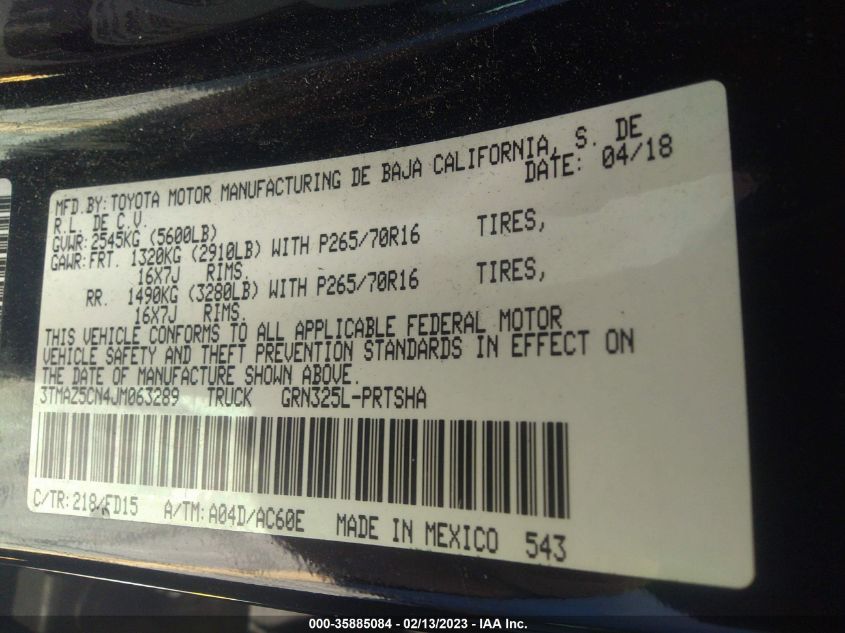 MFD.BY: TOYOTA MOTOR MANUFACTURING DE BAJA CALIFORNIA, S. DE
R.L. DE C.V. DATE: 04/18
GVWR: 2545KG (5600LB)
GAWR: FRT. 1320KG (2910LB) WITH P265/70R16 TIRES,
16X7J RIMS.
RR. 1490KG (3280LB) WITH P265/70R16 TIRES,
16X7J RIMS.
THIS VEHICLE CONFORMS TO ALL APPLICABLE FEDERAL MOTOR
VEHICLE SAFETY AND THEFT PREVENTION STANDARDS IN EFFECT ON
THE DATE OF MANUFACTURE SHOWN ABOVE.
3TMAZ5CN4JM063289 TRUCK GRN325L-PRTSHA
C/TR: 218/FD15 A/TM: A04D/AC60E MADE IN MEXICO 543
000-35885084 - 02/13/2023 - IAA Inc.